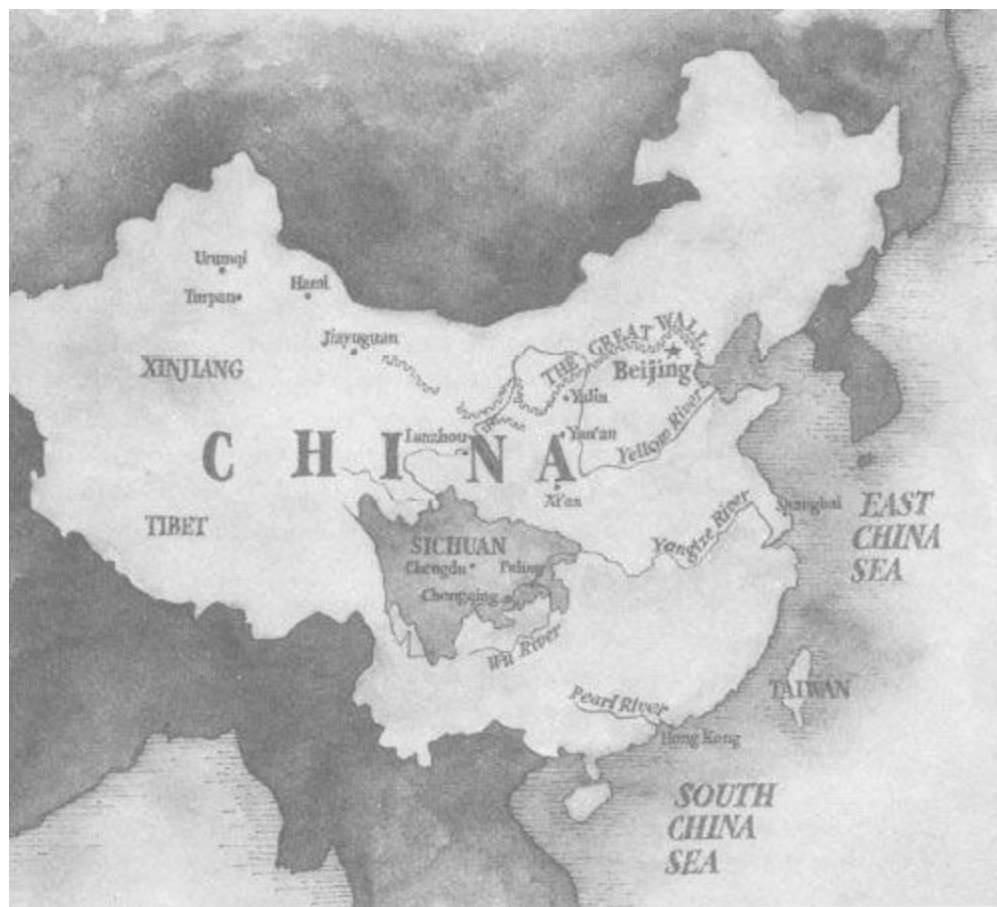 Urumqi
Turpan
Hami
Jiayuguan
XINJIANG
THE GREAT WALL
Beijing
Yulin
Lanzhou
Yan'an
Yellow River
CHINA
Xi'an
TIBET
SICHUAN
Chengdu
Fuling
Chongqing
Yangtze River
Shanghai
EAST
CHINA
SEA
Wu River
TAIWAN
Pearl River
Hong Kong
SOUTH
CHINA
SEA